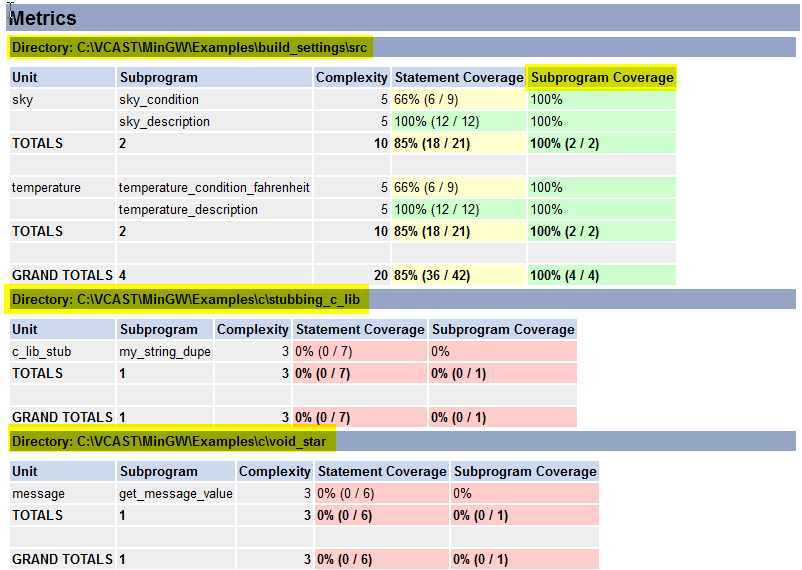 Metrics
Directory: C:\VCAST\MinGW\Examples\build_settings\src
Unit Subprogram Complexity Statement Coverage Subprogram Coverage
sky sky_condition 5 66% (6 / 9) 100%
sky_description 5 100% (12 / 12) 100%
TOTALS 2 10 85% (18 / 21) 100% (2 / 2)
temperature temperature_condition_fahrenheit 5 66% (6 / 9) 100%
temperature_description 5 100% (12 / 12) 100%
TOTALS 2 10 85% (18 / 21) 100% (2 / 2)
GRAND TOTALS 4 20 85% (36 / 42) 100% (4 / 4)
Directory: C:\VCAST\MinGW\Examples\c\stubbing_c_lib
Unit Subprogram Complexity Statement Coverage Subprogram Coverage
c_lib_stub my_string_dupe 3 0% (0 / 7) 0%
TOTALS 1 3 0% (0 / 7) 0% (0 / 1)
GRAND TOTALS 1 3 0% (0 / 7) 0% (0 / 1)
Directory: C:\VCAST\MinGW\Examples\c\void_star
Unit Subprogram Complexity Statement Coverage Subprogram Coverage
message get_message_value 3 0% (0 / 6) 0%
TOTALS 1 3 0% (0 / 6) 0% (0 / 1)
GRAND TOTALS 1 3 0% (0 / 6) 0% (0 / 1)